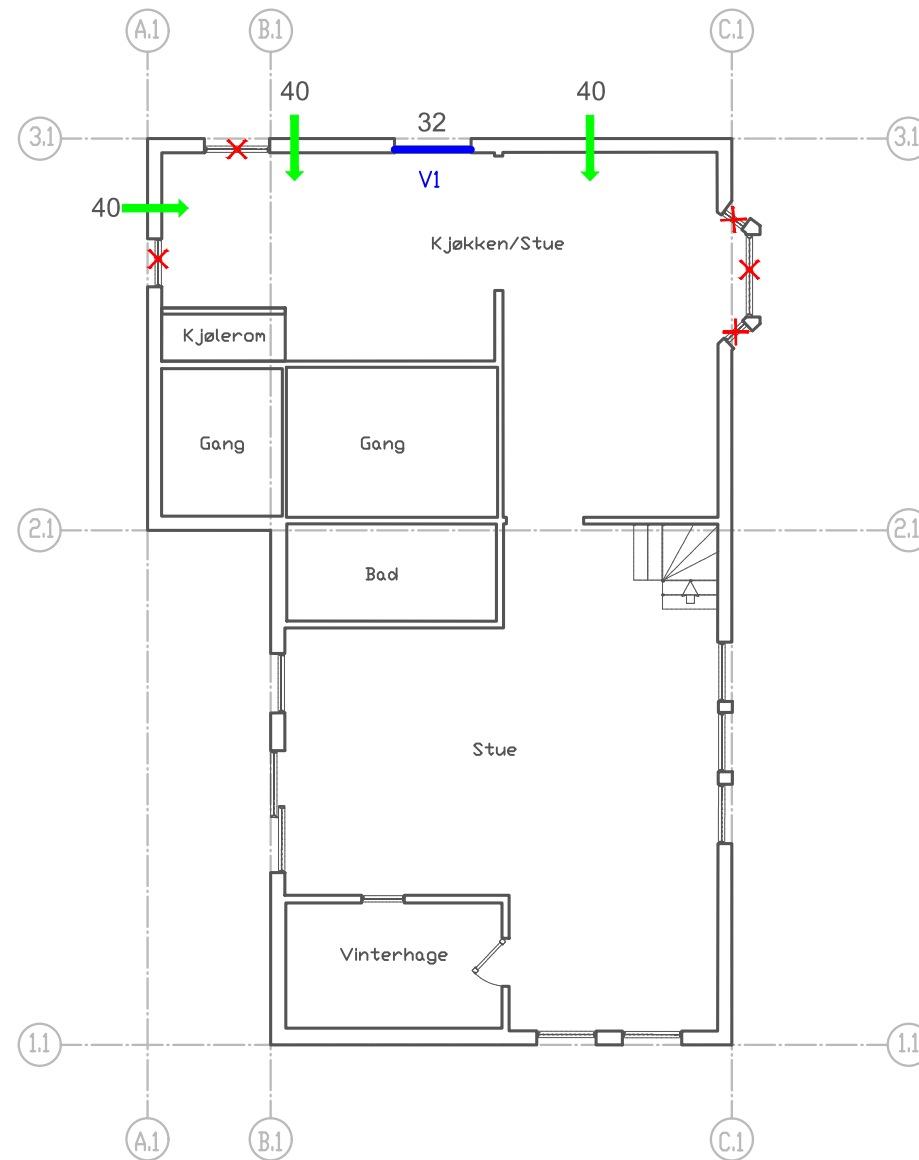 A.1 B.1 C.1
40 40
32
3.1 3.1
V1
40
Kjøkken/Stue
Kjølerom
Gang Gang
2.1 2.1
Bad
Stue
Vinterhage
1.1 1.1
A.1 B.1 C.1